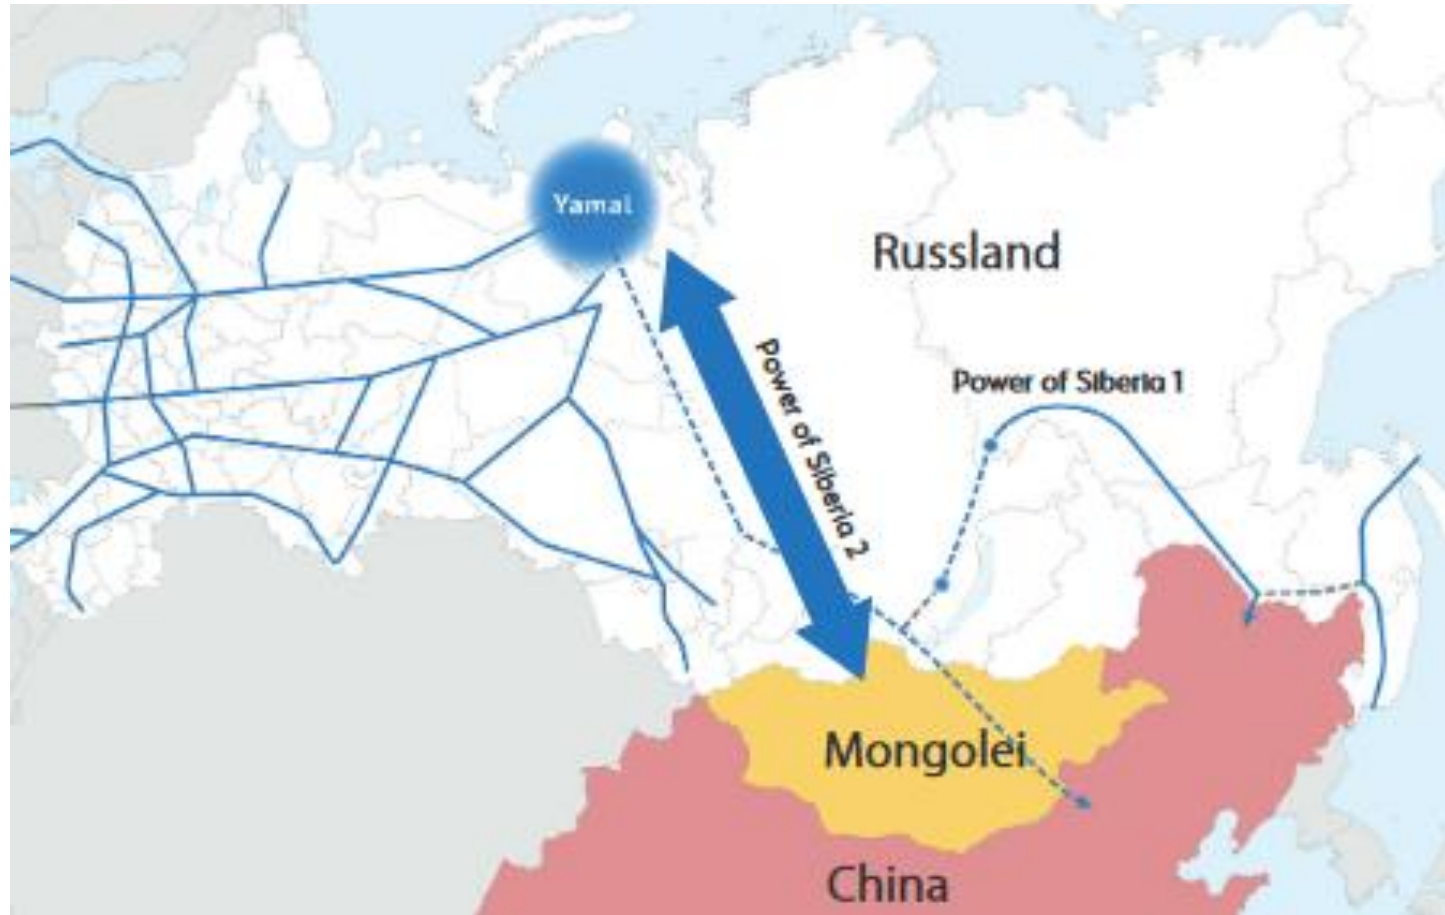 Yamal
Russland
Power of Siberia 1
Power of Siberia 2
Mongolei
China